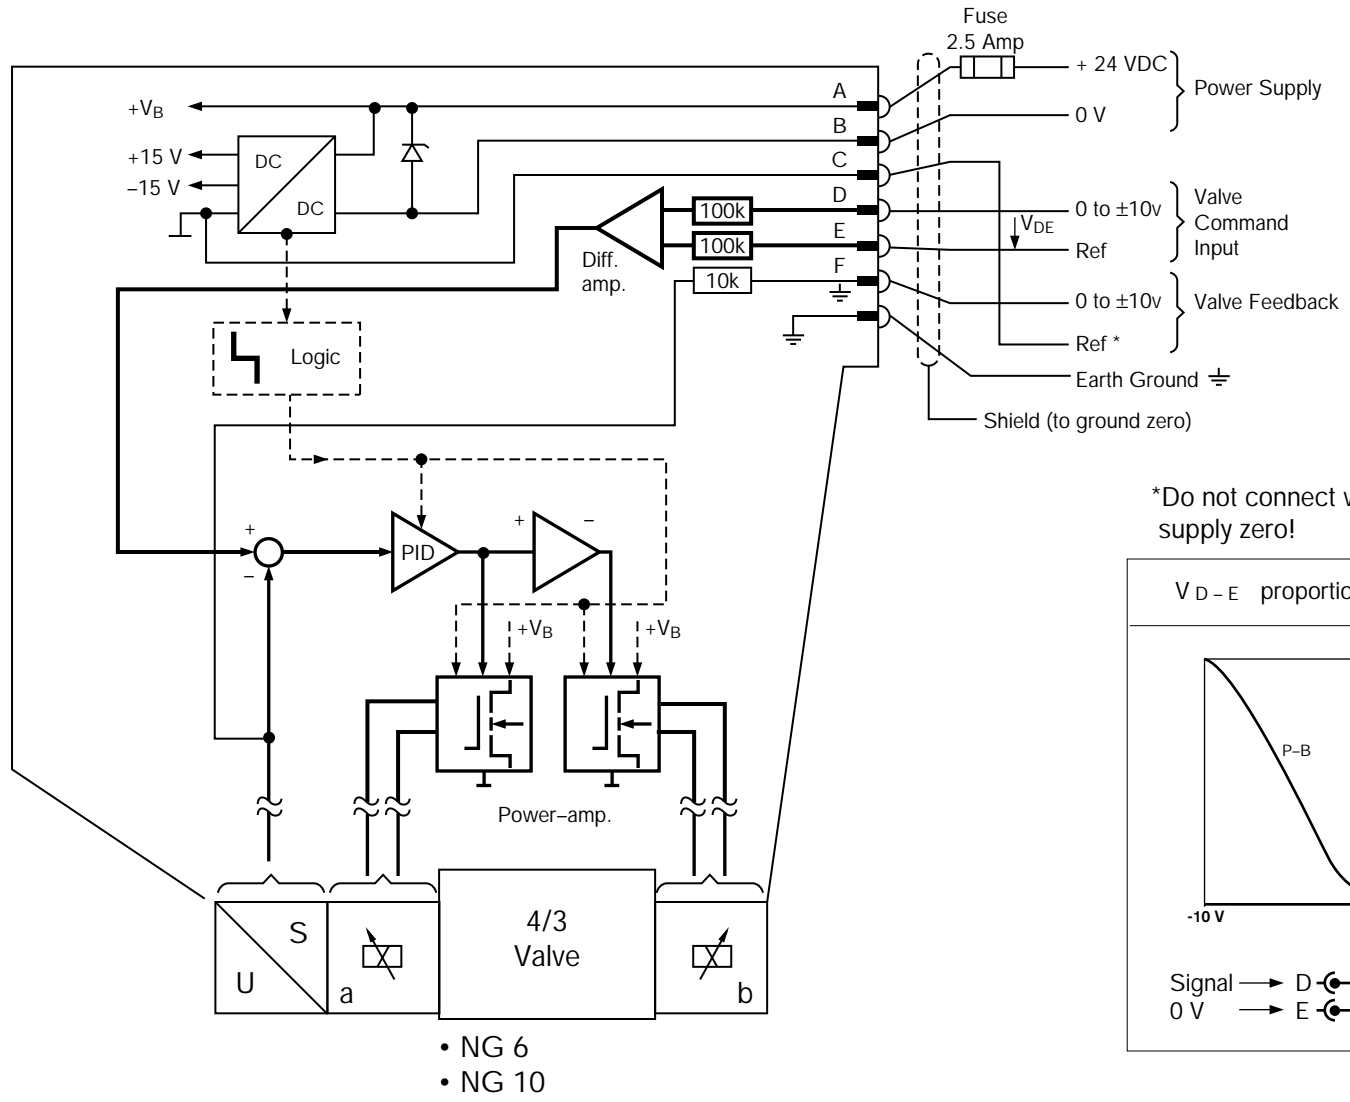 Fuse
2.5 Amp
+ 24 VDC
Power Supply
0 V
A
B
C
D
E
F
+VB
+15 V
–15 V
DC
DC
100k
100k
10k
Diff.
amp.
0 to ±10v
VDE
Ref
Valve
Command
Input
0 to ±10v
Valve Feedback
Ref *
Earth Ground
Shield (to ground zero)
Logic
+
–
PID
+
–
+VB
+VB
Power–amp.
S
U
a
4/3
Valve
b
• NG 6
• NG 10
*Do not connect
supply zero!
V D – E
P–B
-10 V
Signal
D
0 V
E